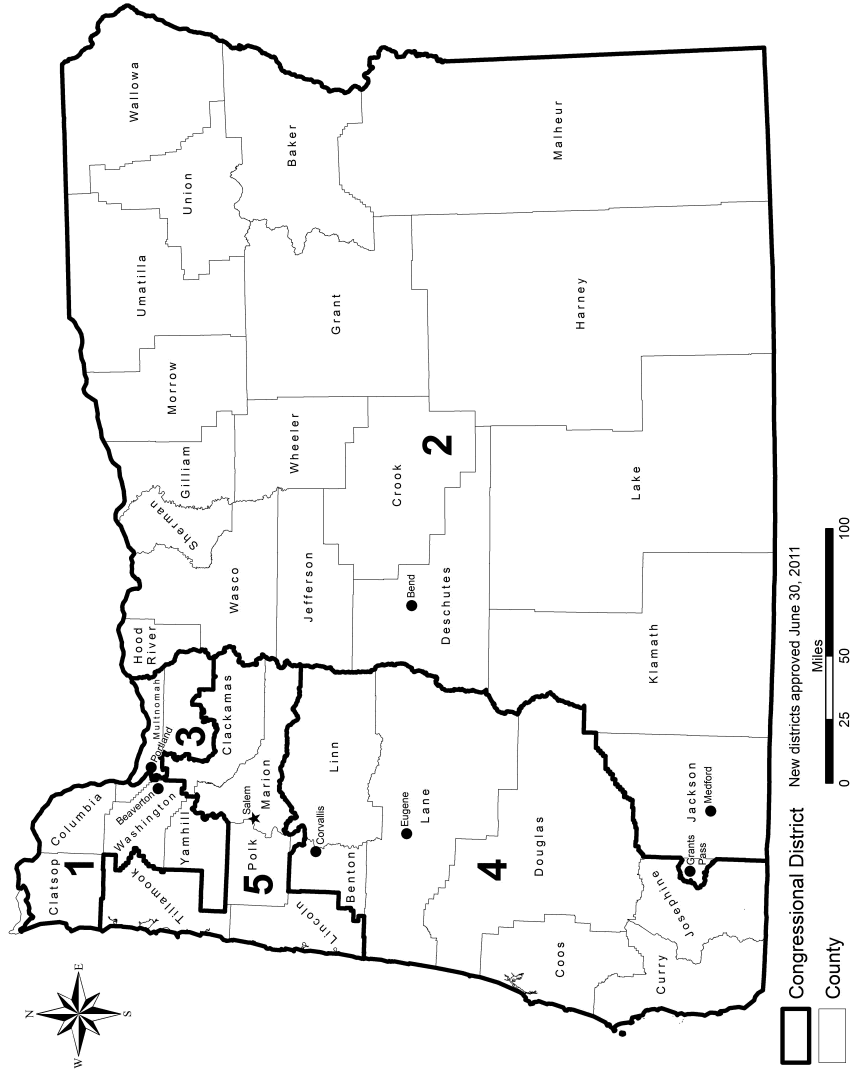 N
W
E
S
Clatsop
Columbia
1
Tillamook
Washington
Beaverton
Portland
Multnomah
Hood
River
Yamhill
3
Clackamas
Polk
5
Salem
Marion
Lincoln
Benton
Corvallis
Linn
Eugene
Lane
4
Douglas
Coos
Curry
Josephine
Grants
Pass
Jackson
Medford
Wasco
Sherman
Gilliam
Morrow
Umatilla
Union
Wallowa
Baker
Grant
Wheeler
Jefferson
Crook
2
Bend
Deschutes
Klamath
Lake
Harney
Malheur
Congressional District
County
New districts approved June 30, 2011
Miles
0
25
50
100